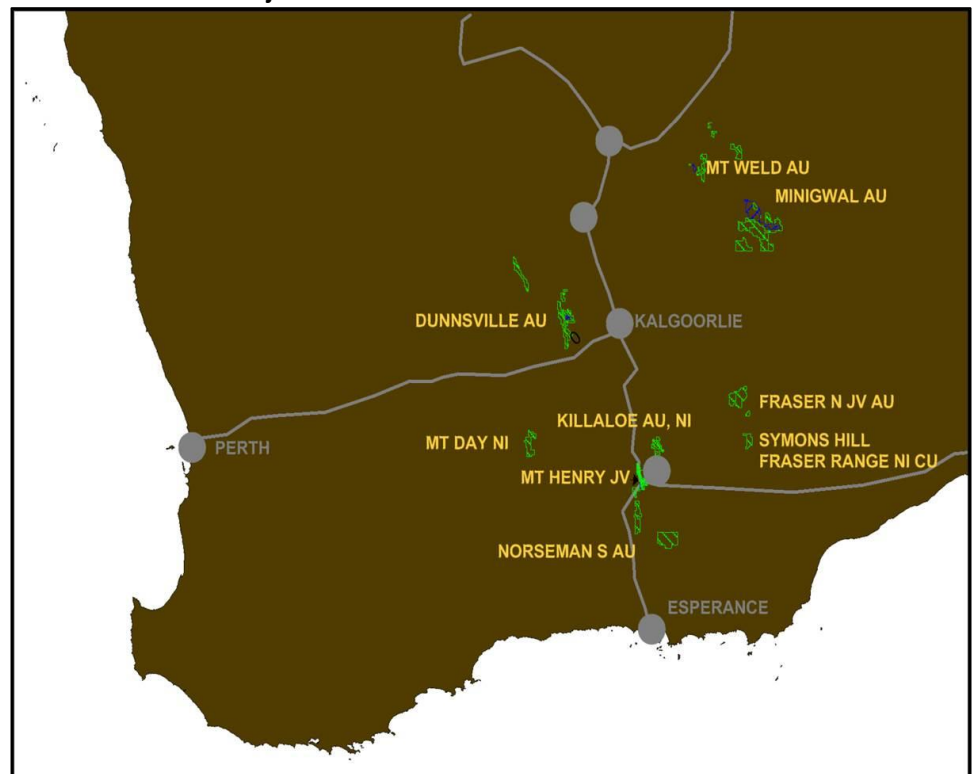 MT WELD AU
MINIGWAL AU
DUNNSVILLE AU
KALGOORLIE
FRASER N JV AU
KILLALOE AU, NI
MT DAY NI
SYMONS HILL
FRASER RANGE NI CU
PERTH
MT HENRY JV
NORSEMAN S AU
ESPERANCE